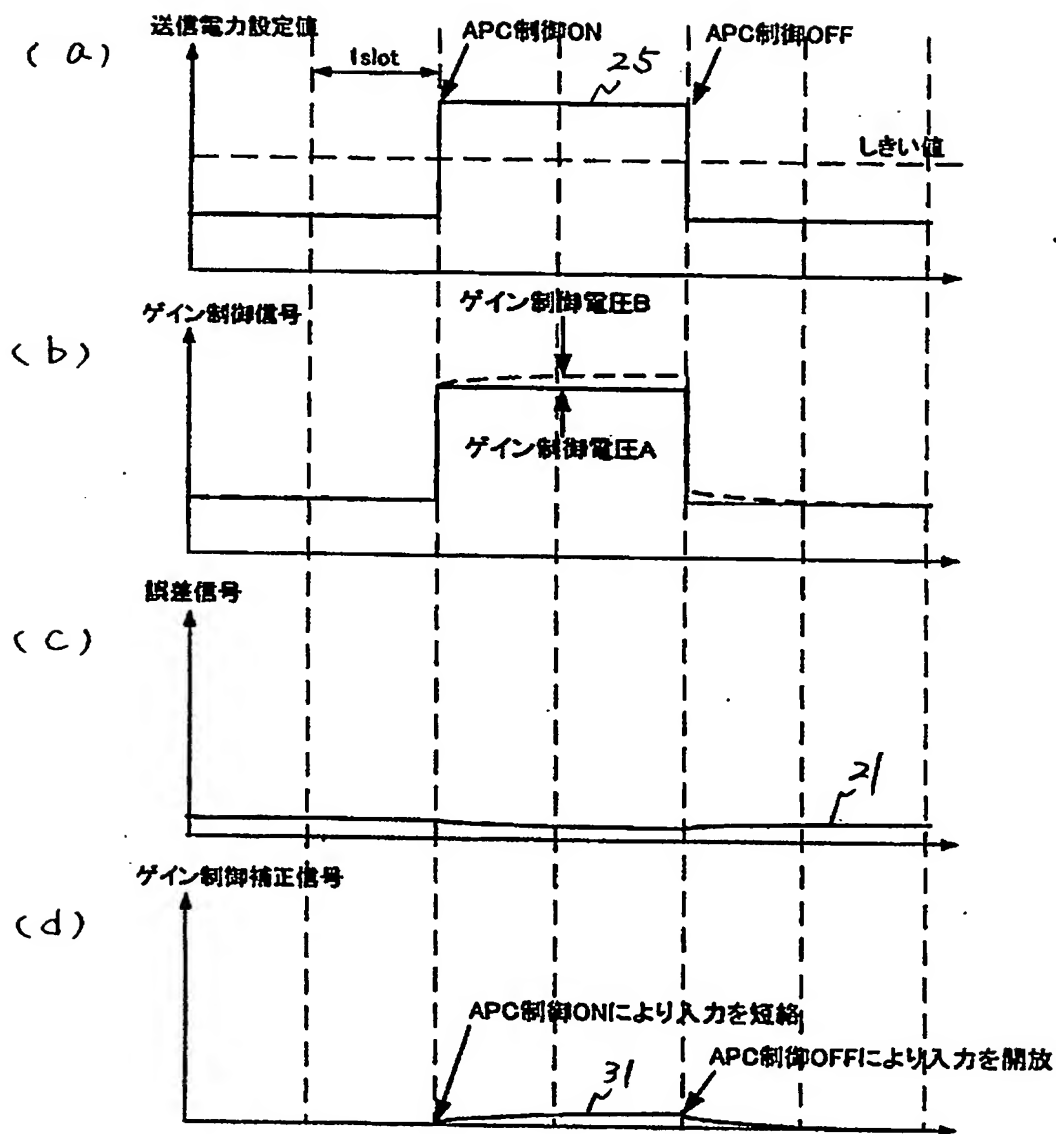 (a)
送信電力設定値
1slot
APC制御ON
25
APC制御OFF
しきい値
(b)
ゲイン制御信号
ゲイン制御電圧B
ゲイン制御電圧A
(c)
誤差信号
21
(d)
ゲイン制御補正信号
APC制御ONにより入力を短絡
31
APC制御OFFにより入力を開放